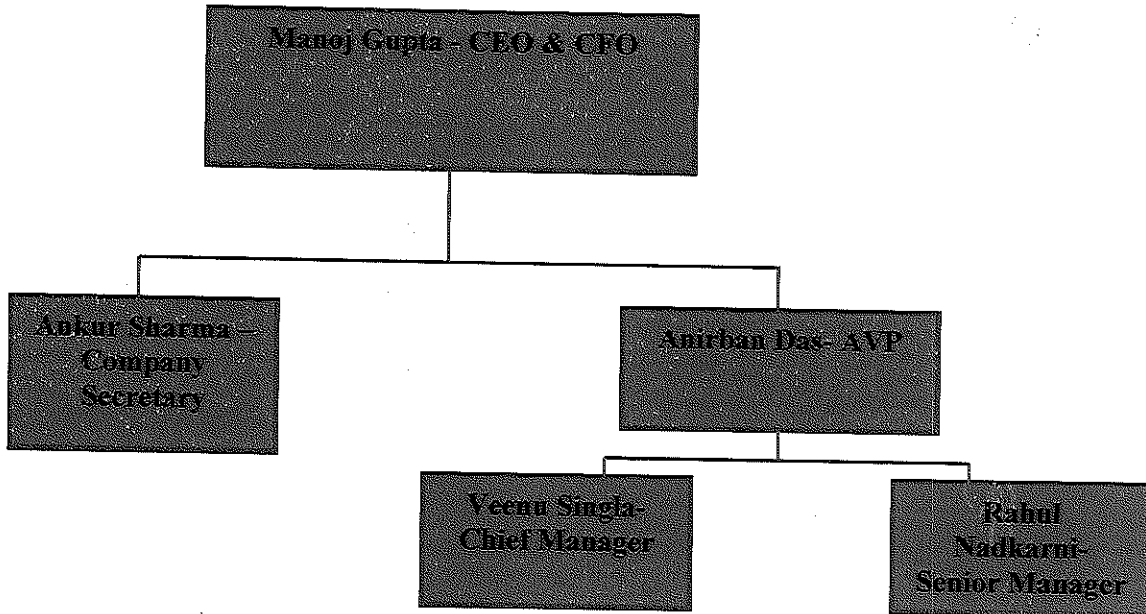 Manoj Gupta - CEO & CFO
Ankur Sharma –
Company
Secretary
Anirban Das- AVP
Veenu Singla-
Chief Manager
Rahul
Nadkarni-
Senior Manager